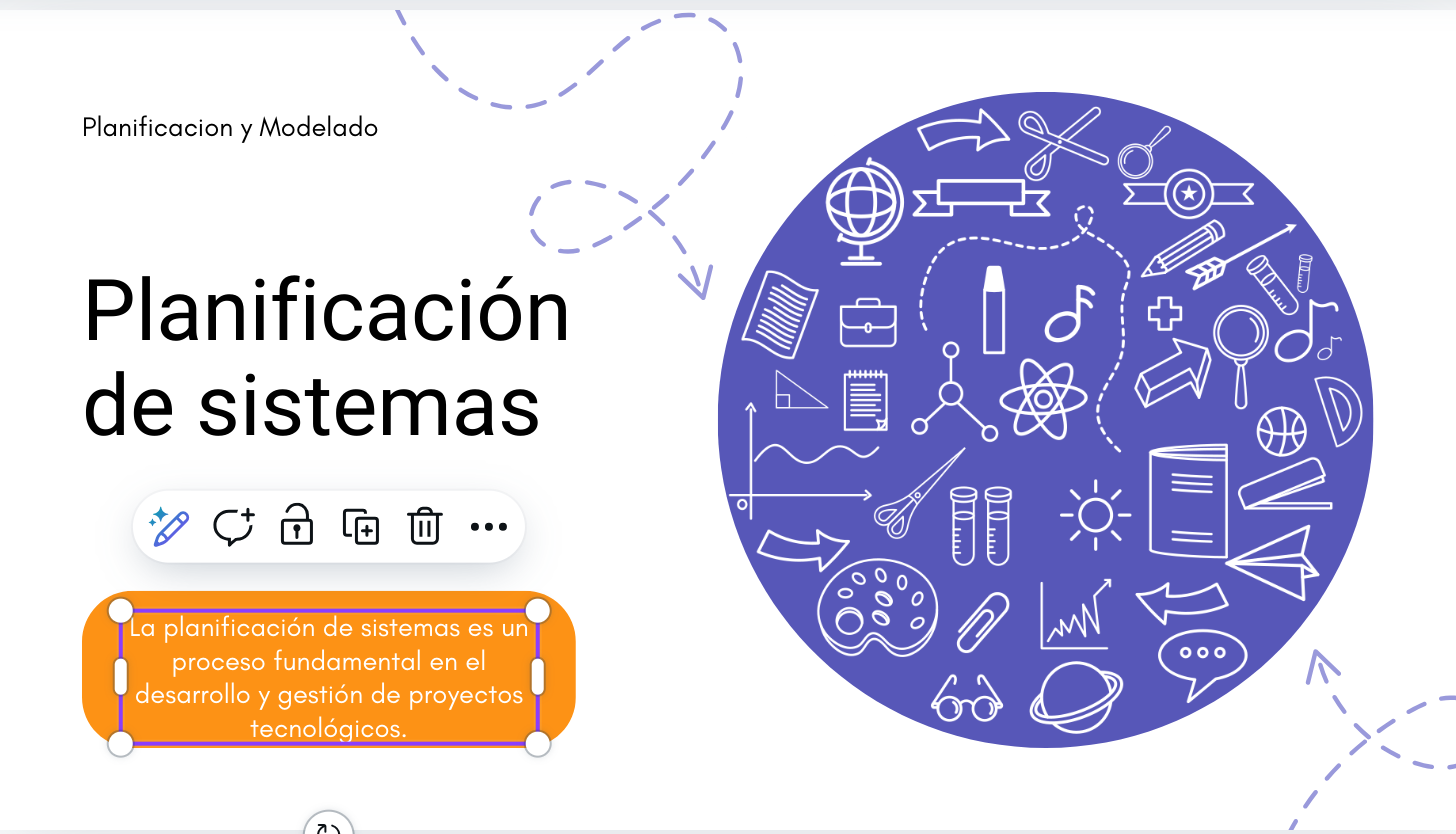 Planificacion y Modelado
Planificación
de sistemas
La planificación de sistemas es un
proceso fundamental en el
desarrollo y gestión de proyectos
tecnológicos.